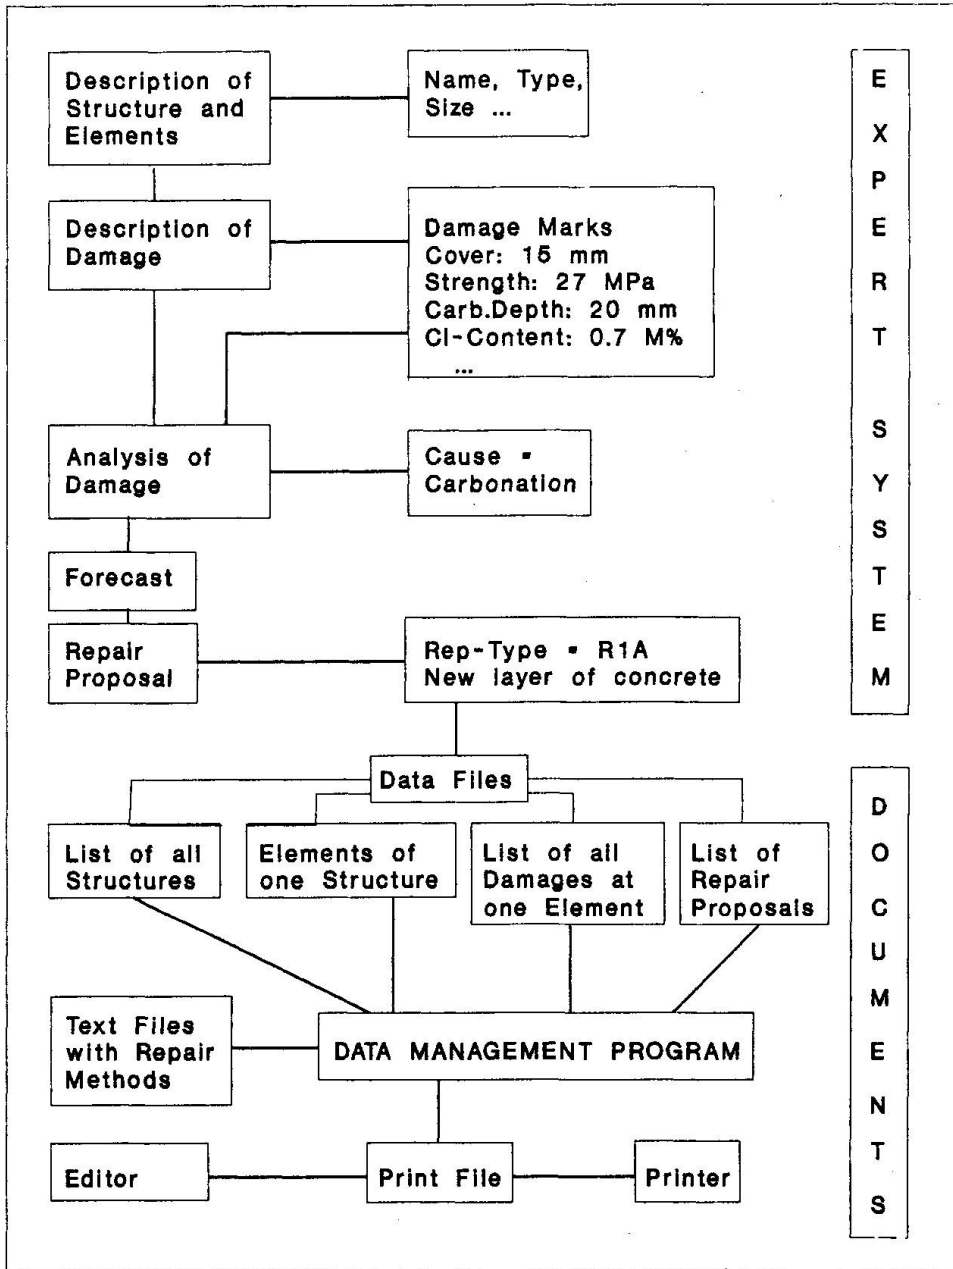 Description of
Structure and
Elements
Name, Type,
Size ...
Description of
Damage
Damage Marks
Cover: 15 mm
Strength: 27 MPa
Carb.Depth: 20 mm
Cl-Content: 0.7 M%
...
Analysis of
Damage
Cause =
Carbonation
Forecast
Repair
Proposal
Rep-Type = R1A
New layer of concrete
EXPERT SYSTEM
Data Files
List of all
Structures
Elements of
one Structure
List of all
Damages at
one Element
List of
Repair
Proposals
Text Files
with Repair
Methods
DATA MANAGEMENT PROGRAM
Editor
Print File
Printer
DOCUMENTS